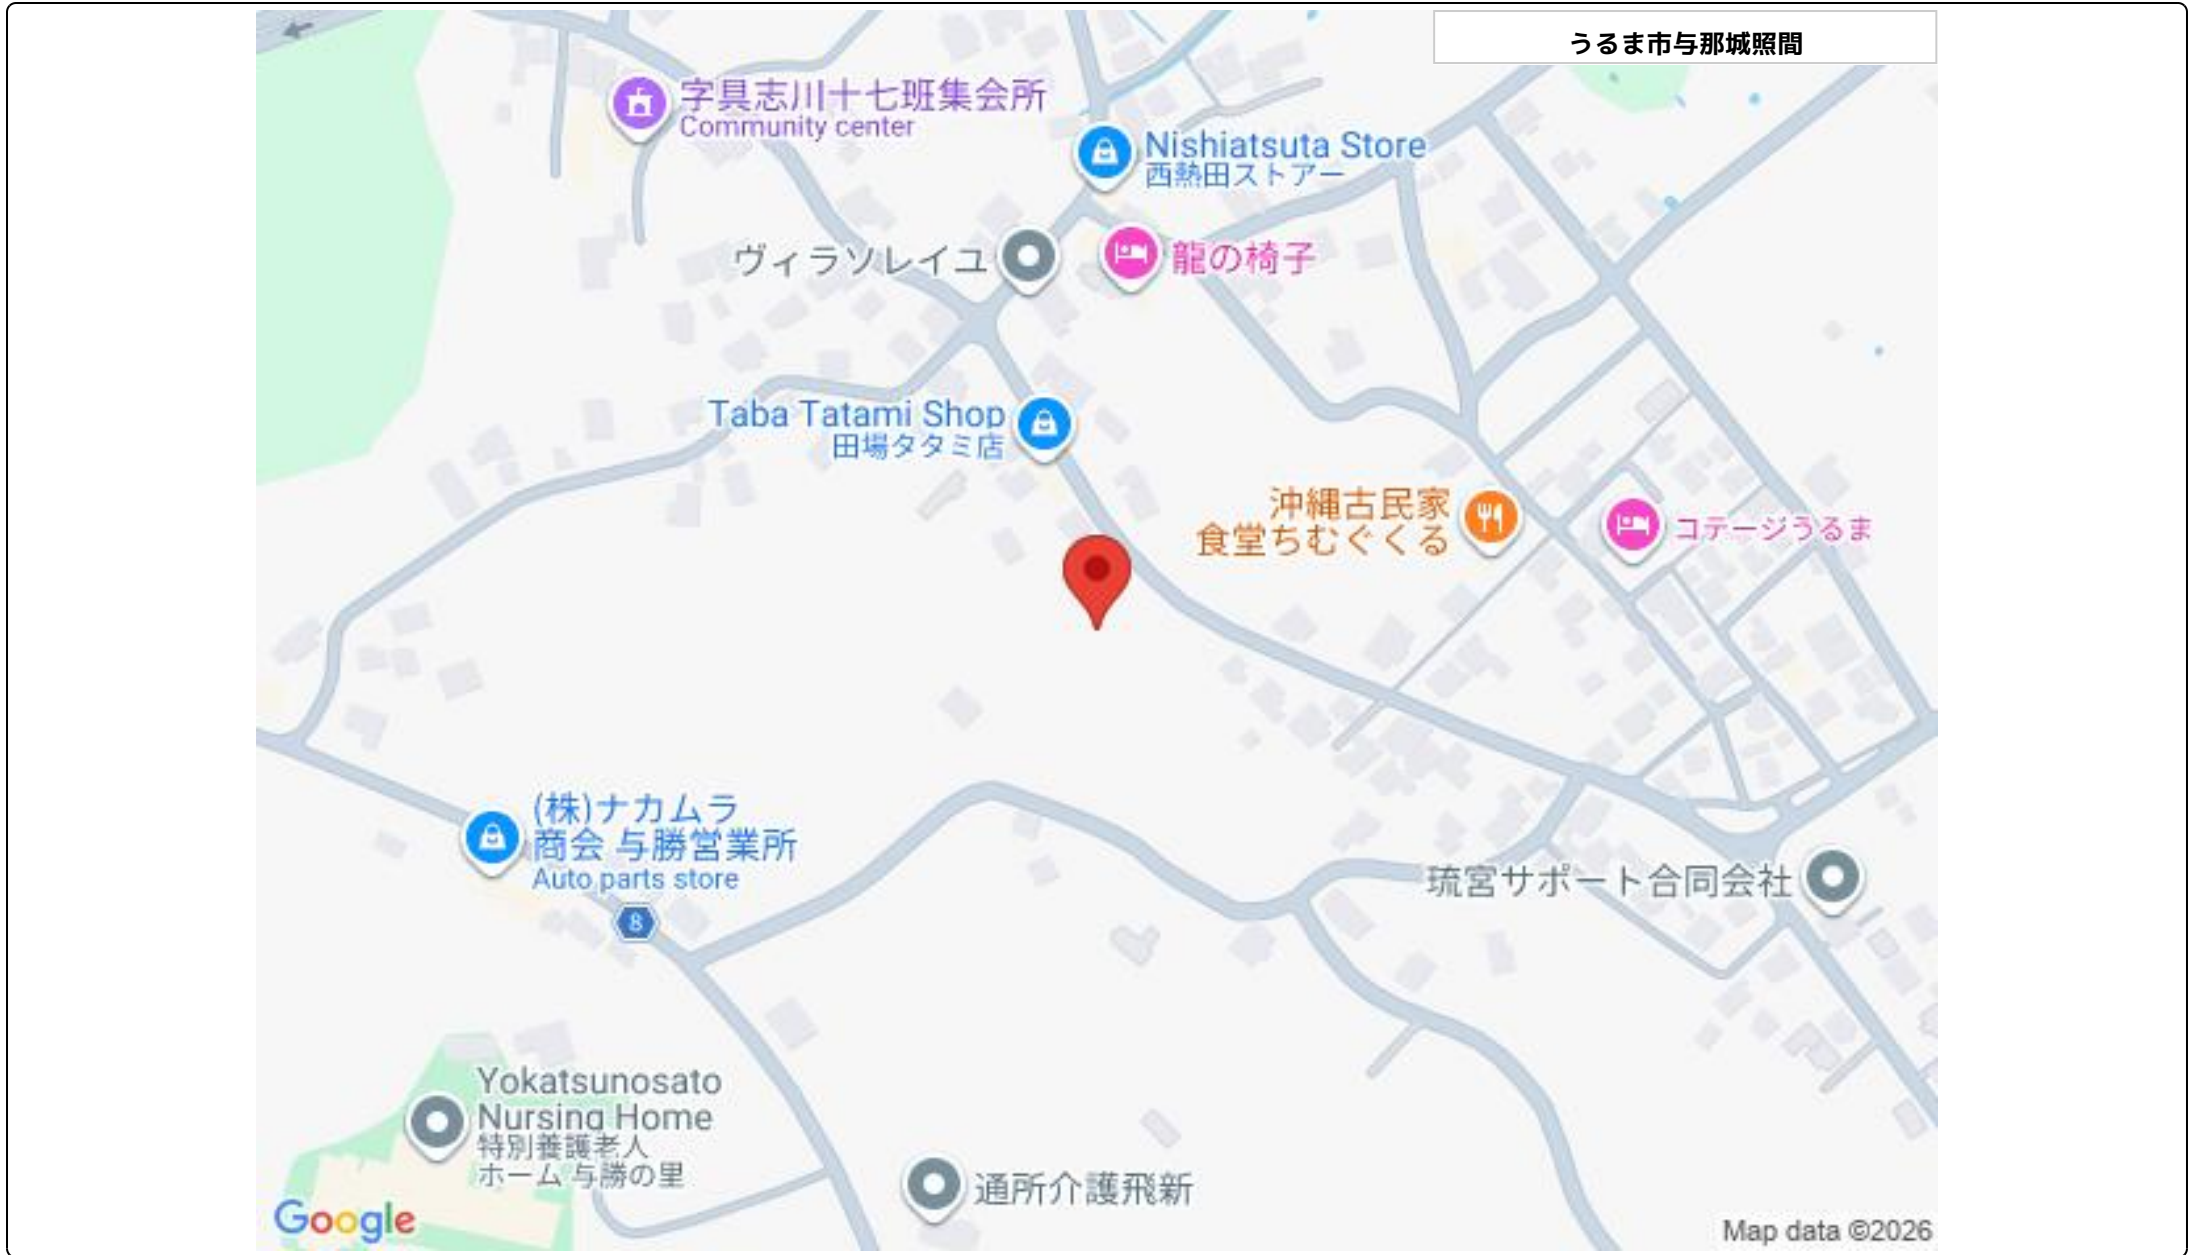 うるま市与那城照間
字具志川十七班集会所
Community center
Nishiatsuta Store
西熱田ストアー
ヴィラソレイユ
龍の椅子
Taba Tatami Shop
田場タタミ店
沖縄古民家
食堂ちむぐくる
コテージうるま
(株)ナカムラ
商会 与勝営業所
Auto parts store
8
琉宮サポート合同会社
Yokatsunosato
Nursing Home
特別養護老人
ホーム 与勝の里
通所介護飛新
Google
Map data ©2026